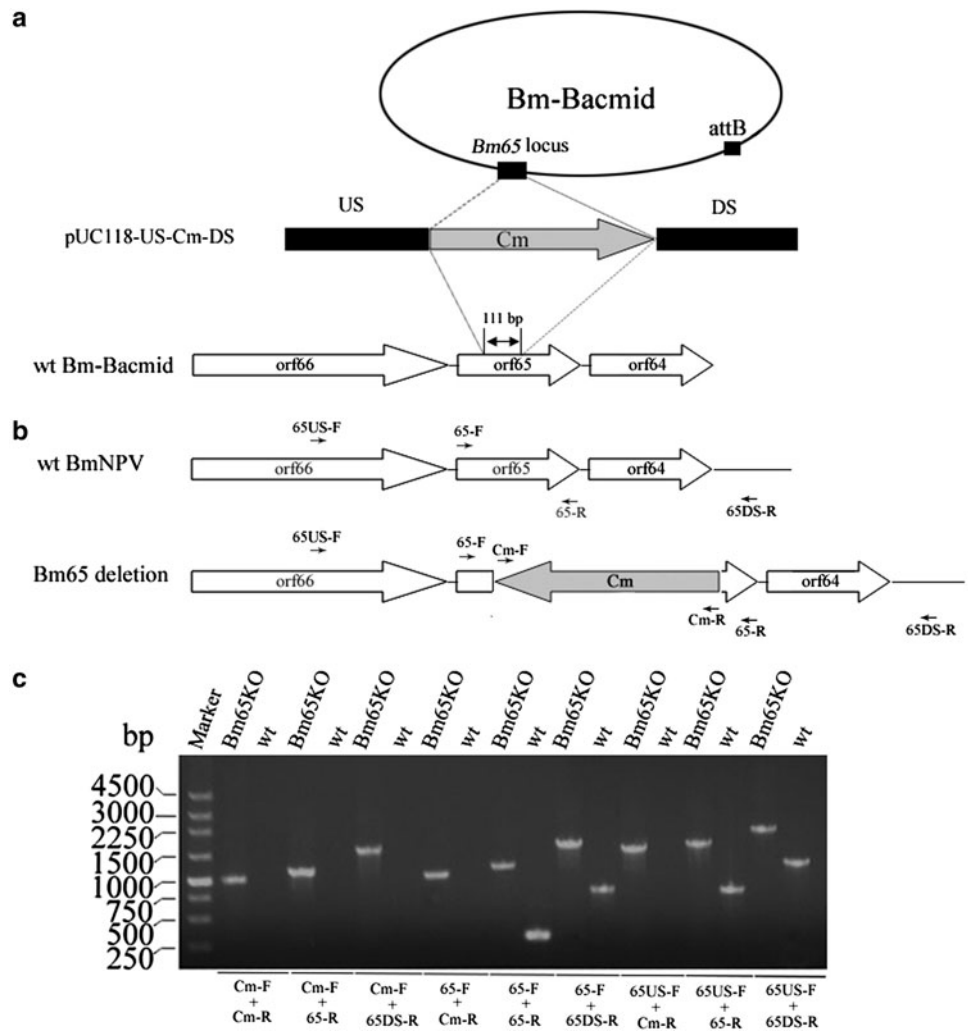 a
Bm-Bacmid
attB
Bm65 locus
US
DS
pUC118-US-Cm-DS
Cm
111 bp
wt Bm-Bacmid
orf66
orf65
orf64
b
65US-F
65-F
wt BmNPV
orf66
orf65
orf64
65-R
65DS-R
65US-F
65-F
Cm-F
Bm65 deletion
orf66
Cm
orf64
Cm-R
65-R
65DS-R
c
bp
Marker
Bm65KO
wt
Bm65KO
wt
Bm65KO
wt
Bm65KO
wt
Bm65KO
wt
Bm65KO
wt
Bm65KO
wt
Bm65KO
wt
Bm65KO
wt
4500
3000
2250
1500
1000
750
500
250
Cm-F
+
Cm-R
Cm-F
+
65-R
Cm-F
+
65DS-R
65-F
+
Cm-R
65-F
+
65-R
65-F
+
65DS-R
65US-F
+
Cm-R
65US-F
+
65-R
65US-F
+
65DS-R